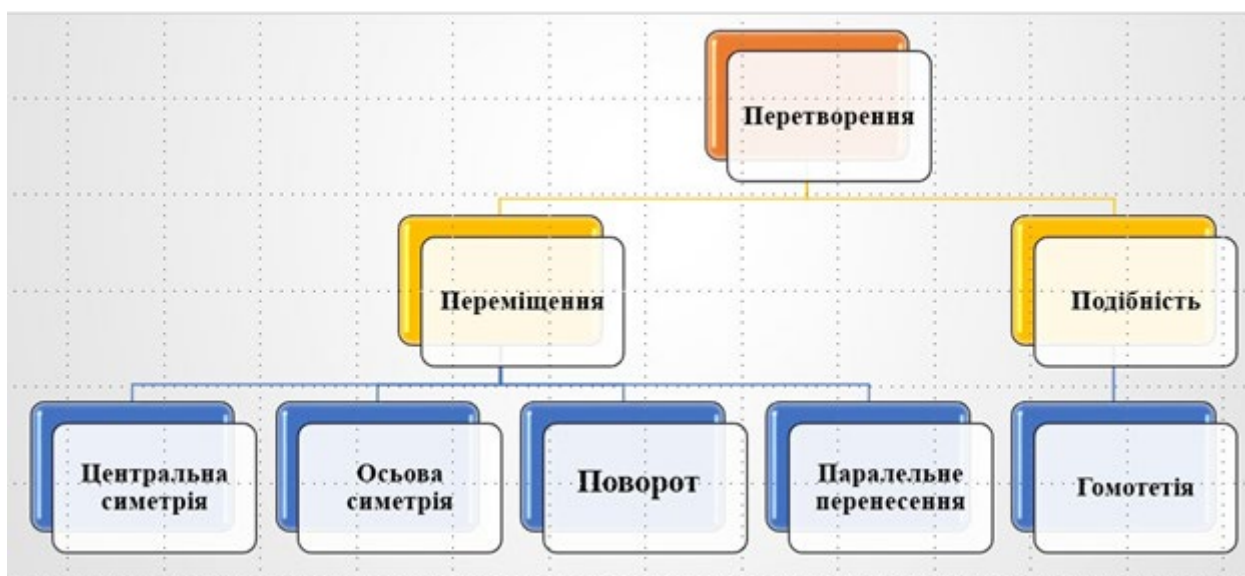 Перетворення
Переміщення
Подібність
Центральна
симетрія
Осьова
симетрія
Поворот
Паралельне
перенесення
Гомотетія